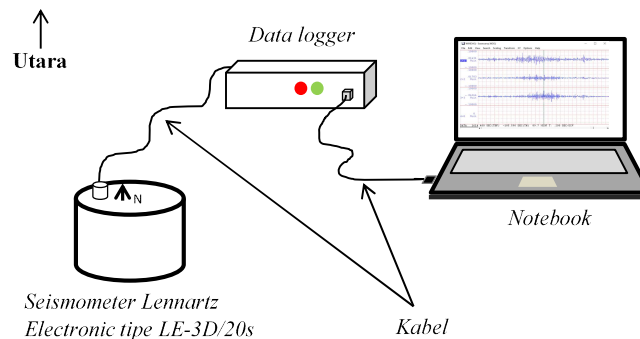 Utara
Data logger
N
Notebook
Seismometer Lennartz
Electronic tipe LE-3D/20s
Kabel